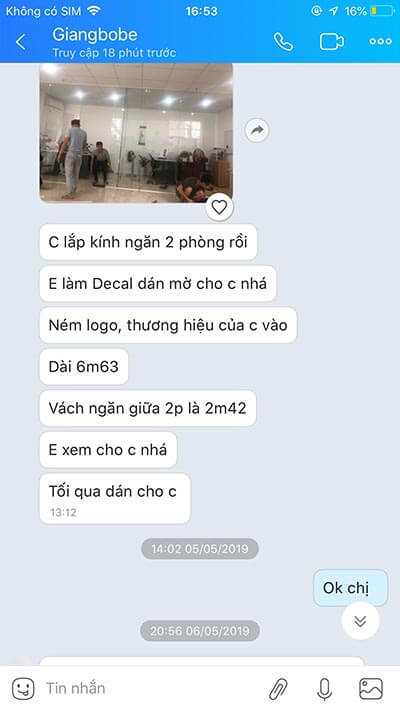 Không có SIM
16:53
16%
Giangbobe
Truy cập 18 phút trước
C lắp kính ngăn 2 phòng rồi
E làm Decal dán mờ cho c nhá
Ném logo, thương hiệu của c vào
Dài 6m63
Vách ngăn giữa 2p là 2m42
E xem cho c nhá
Tối qua dán cho c
13:12
14:02 05/05/2019
Ok chị
20:56 06/05/2019
Tin nhắn